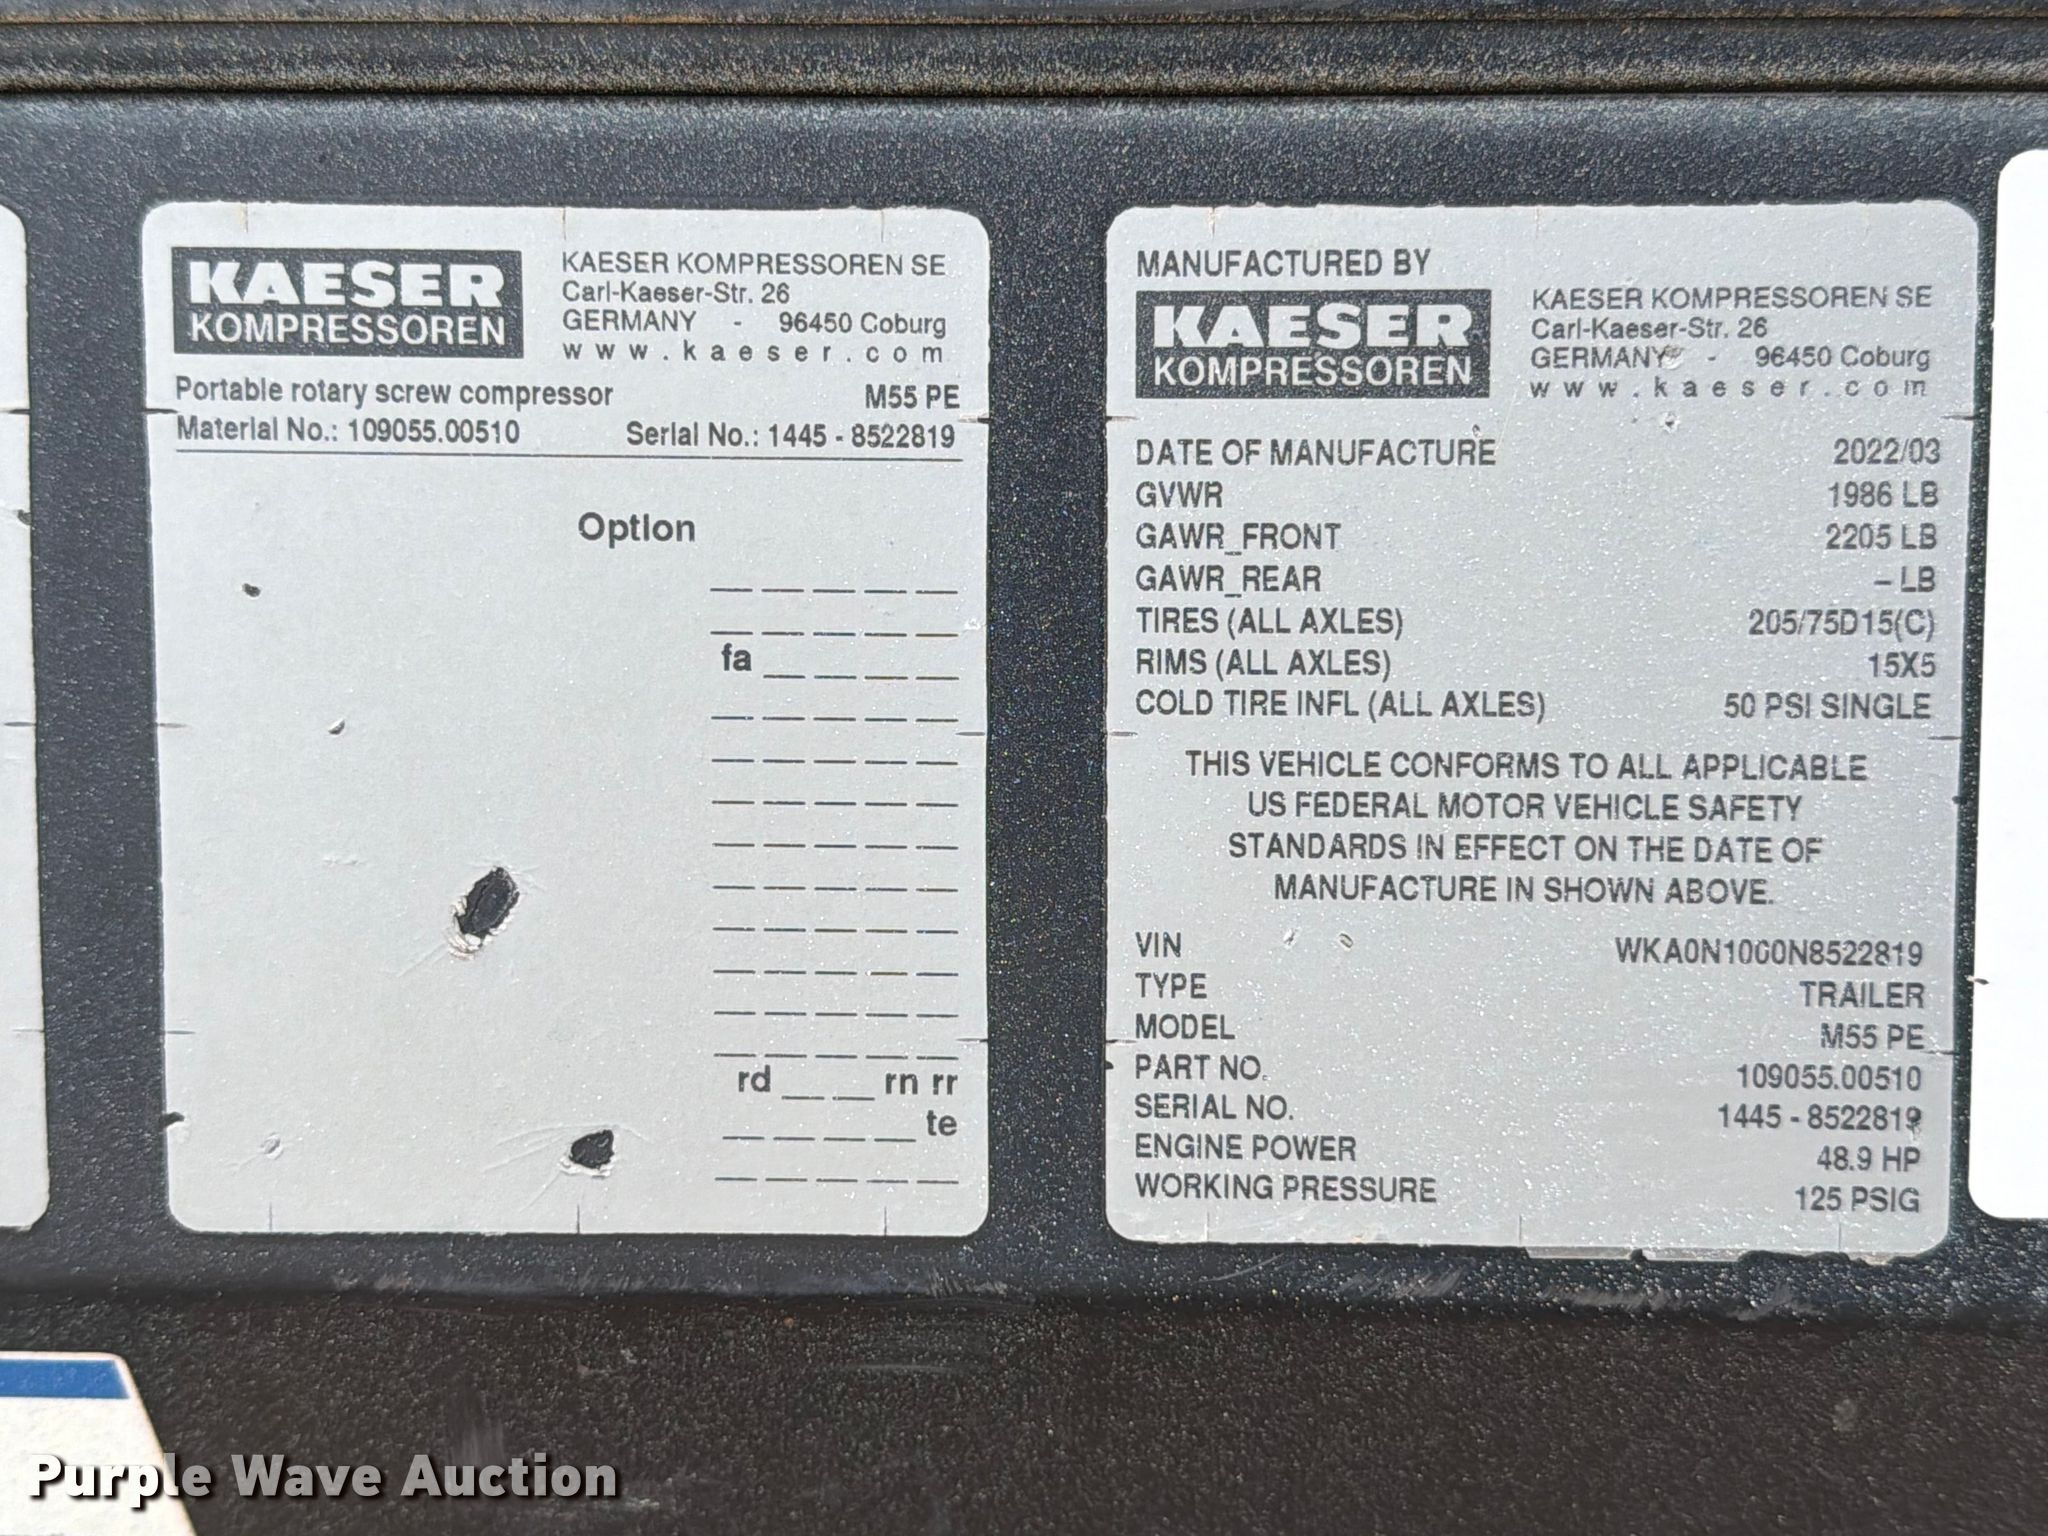 KAESER
KOMPRESSOREN
KAESER KOMPRESSOREN SE
Carl-Kaeser-Str. 26
GERMANY - 96450 Coburg
www.kaeser.com
Portable rotary screw compressor M55 PE
Material No.: 109055.00510 Serial No.: 1445 - 8522819
Option
_ _ _ _ _
_ _ _ _ _
fa _ _ _ _
_ _ _ _ _
_ _ _ _ _
_ _ _ _ _
_ _ _ _ _
_ _ _ _ _
_ _ _ _ _
_ _ _ _ _
_ _ _ _ _
_ _ _ _ _
rd _ _ rn rr
_ _ _ _ te
_ _ _ _ _
MANUFACTURED BY
KAESER
KOMPRESSOREN
KAESER KOMPRESSOREN SE
Carl-Kaeser-Str. 26
GERMANY - 96450 Coburg
www.kaeser.com
DATE OF MANUFACTURE 2022/03
GVWR 1986 LB
GAWR_FRONT 2205 LB
GAWR_REAR – LB
TIRES (ALL AXLES) 205/75D15(C)
RIMS (ALL AXLES) 15X5
COLD TIRE INFL (ALL AXLES) 50 PSI SINGLE
THIS VEHICLE CONFORMS TO ALL APPLICABLE
US FEDERAL MOTOR VEHICLE SAFETY
STANDARDS IN EFFECT ON THE DATE OF
MANUFACTURE IN SHOWN ABOVE.
VIN WKA0N1000N8522819
TYPE TRAILER
MODEL M55 PE
PART NO. 109055.00510
SERIAL NO. 1445 - 8522819
ENGINE POWER 48.9 HP
WORKING PRESSURE 125 PSIG
Purple Wave Auction